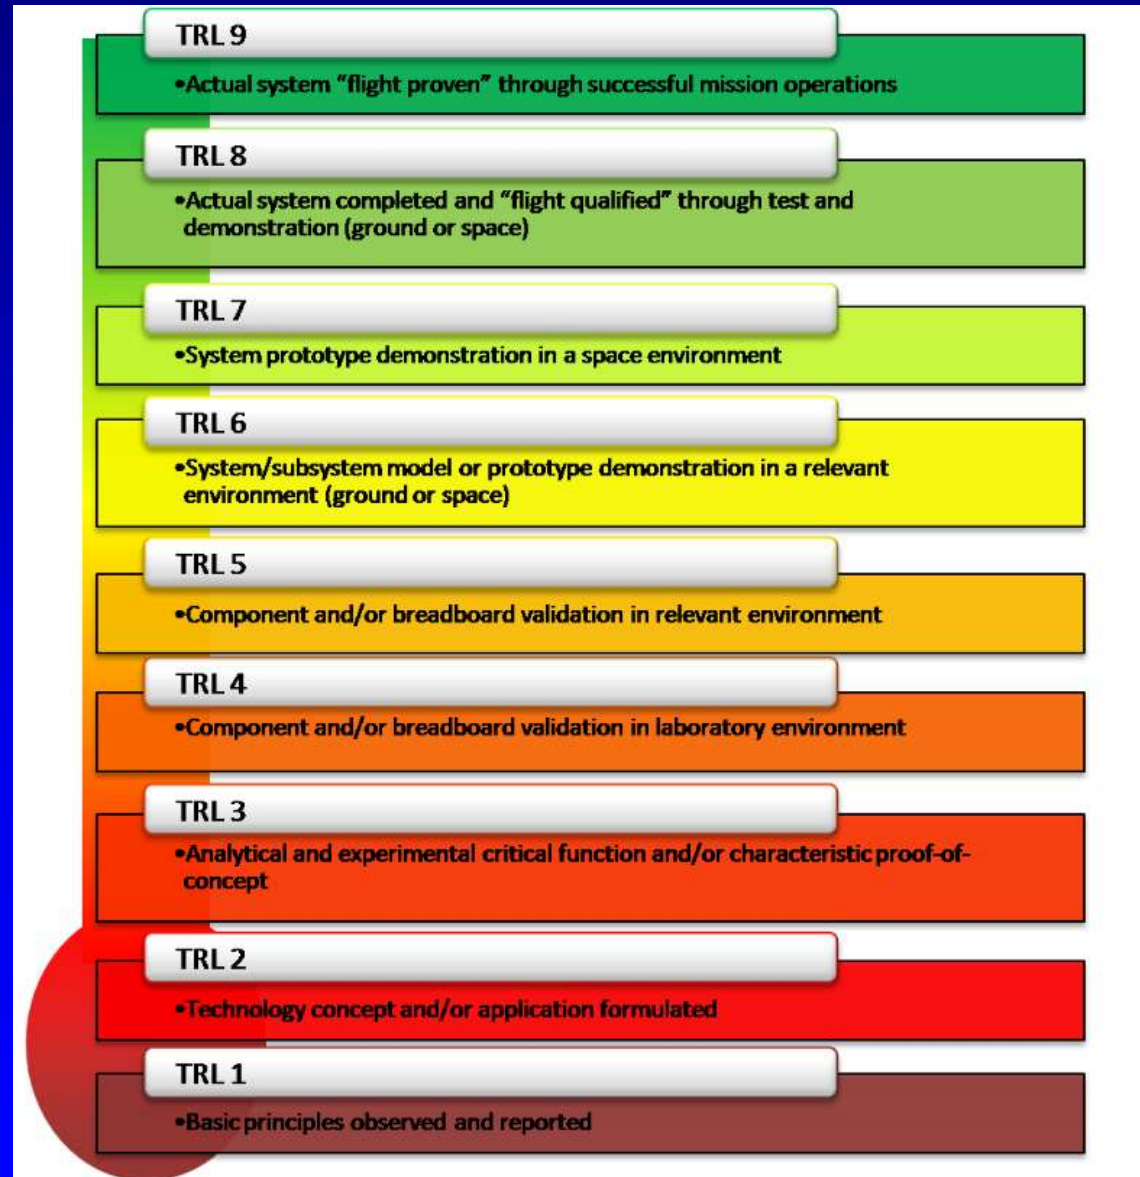 TRL 9
•Actual system “flight proven” through successful mission operations
TRL 8
•Actual system completed and “flight qualified” through test and
demonstration (ground or space)
TRL 7
•System prototype demonstration in a space environment
TRL 6
•System/subsystem model or prototype demonstration in a relevant
environment (ground or space)
TRL 5
•Component and/or breadboard validation in relevant environment
TRL 4
•Component and/or breadboard validation in laboratory environment
TRL 3
•Analytical and experimental critical function and/or characteristic proof-of-
concept
TRL 2
•Technology concept and/or application formulated
TRL 1
•Basic principles observed and reported